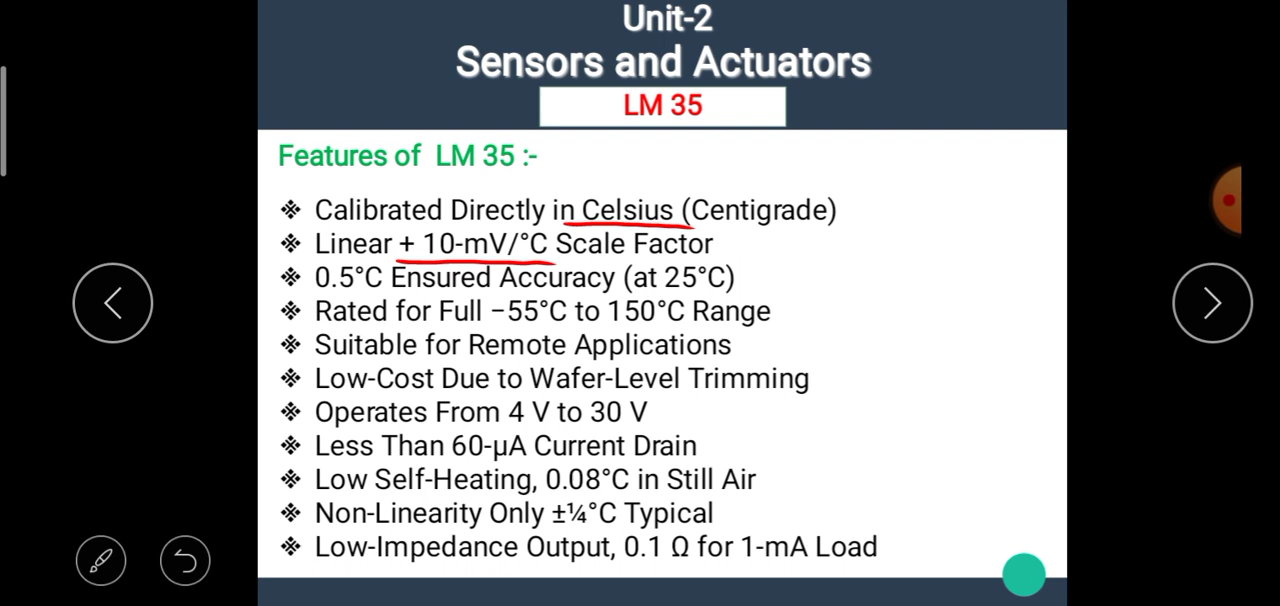 Unit-2
Sensors and Actuators
LM 35
Features of LM 35 :-
❖ Calibrated Directly in Celsius (Centigrade)
❖ Linear + 10-mV/°C Scale Factor
❖ 0.5°C Ensured Accuracy (at 25°C)
❖ Rated for Full −55°C to 150°C Range
❖ Suitable for Remote Applications
❖ Low-Cost Due to Wafer-Level Trimming
❖ Operates From 4 V to 30 V
❖ Less Than 60-μA Current Drain
❖ Low Self-Heating, 0.08°C in Still Air
❖ Non-Linearity Only ±¼°C Typical
❖ Low-Impedance Output, 0.1 Ω for 1-mA Load